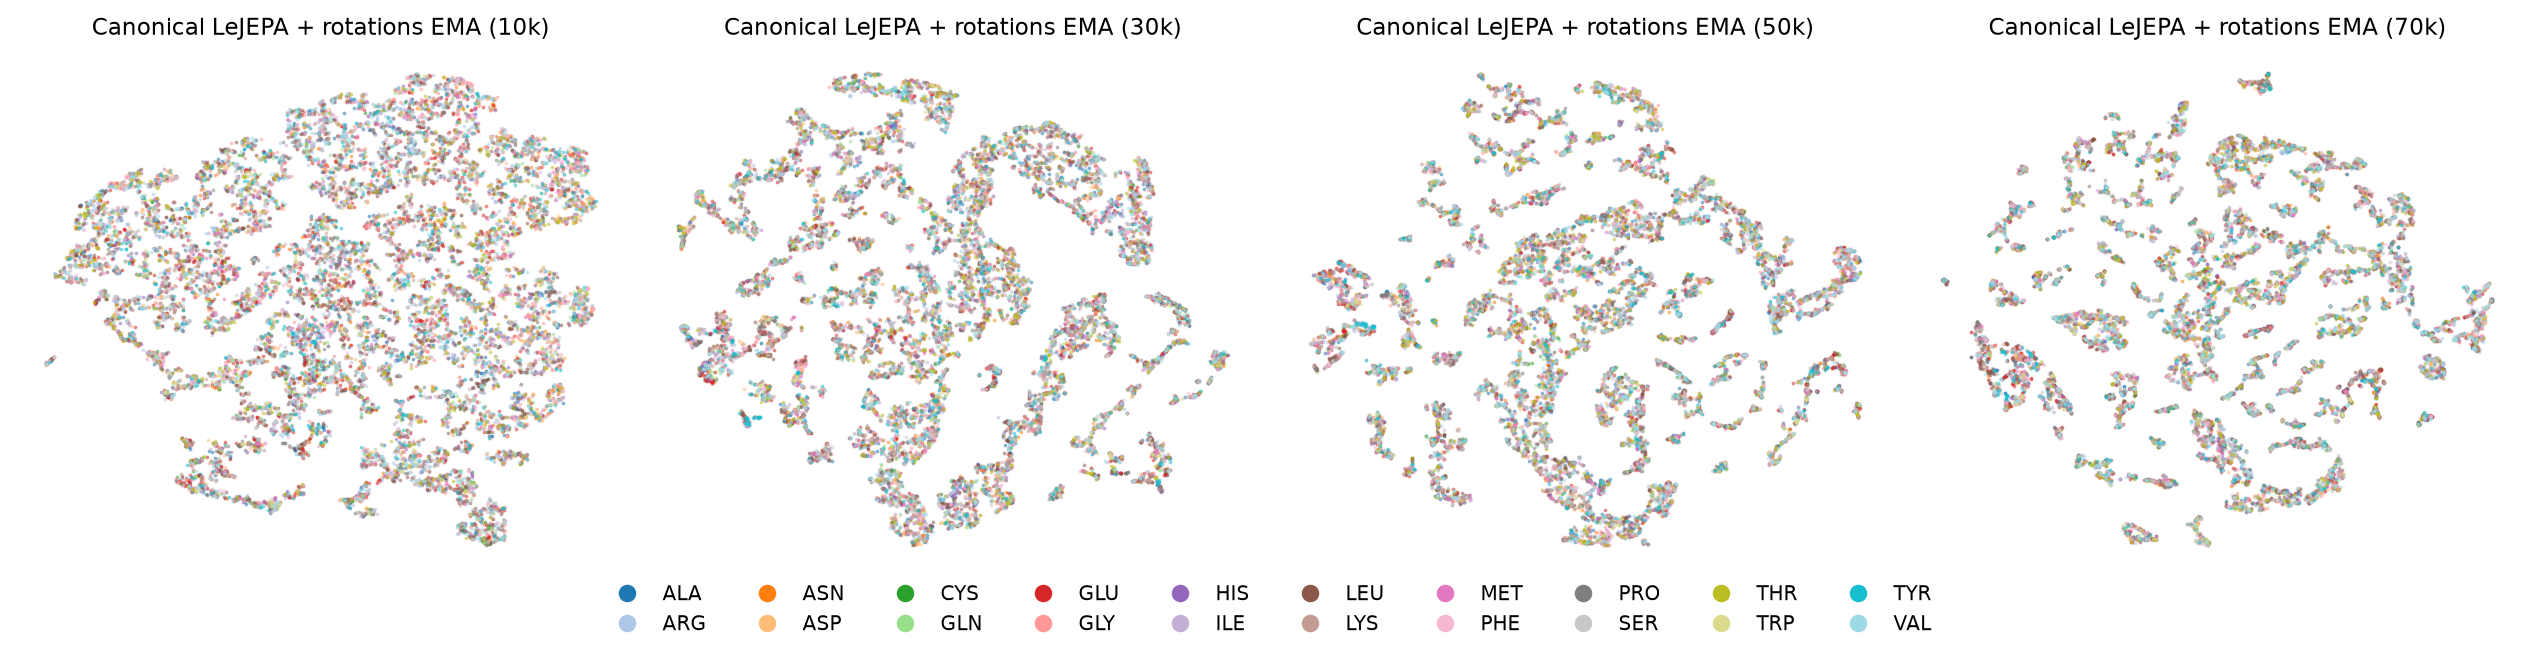 Canonical LeJEPA + rotations EMA (10k)
Canonical LeJEPA + rotations EMA (30k)
Canonical LeJEPA + rotations EMA (50k)
Canonical LeJEPA + rotations EMA (70k)
ALA ASN CYS GLU HIS LEU MET PRO THR TYR
ARG ASP GLN GLY ILE LYS PHE SER TRP VAL